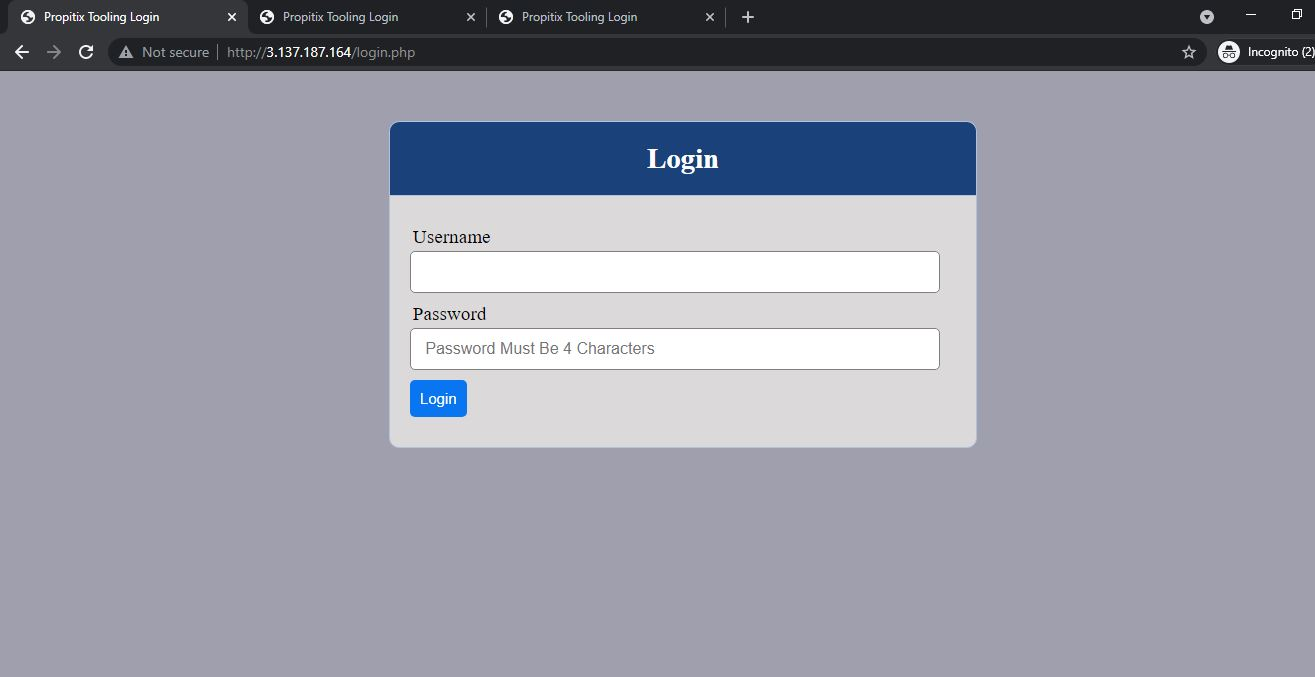 Propitix Tooling Login Propitix Tooling Login Propitix Tooling Login
Not secure http://3.137.187.164/login.php Incognito (2)
Login
Username
Password
Password Must Be 4 Characters
Login